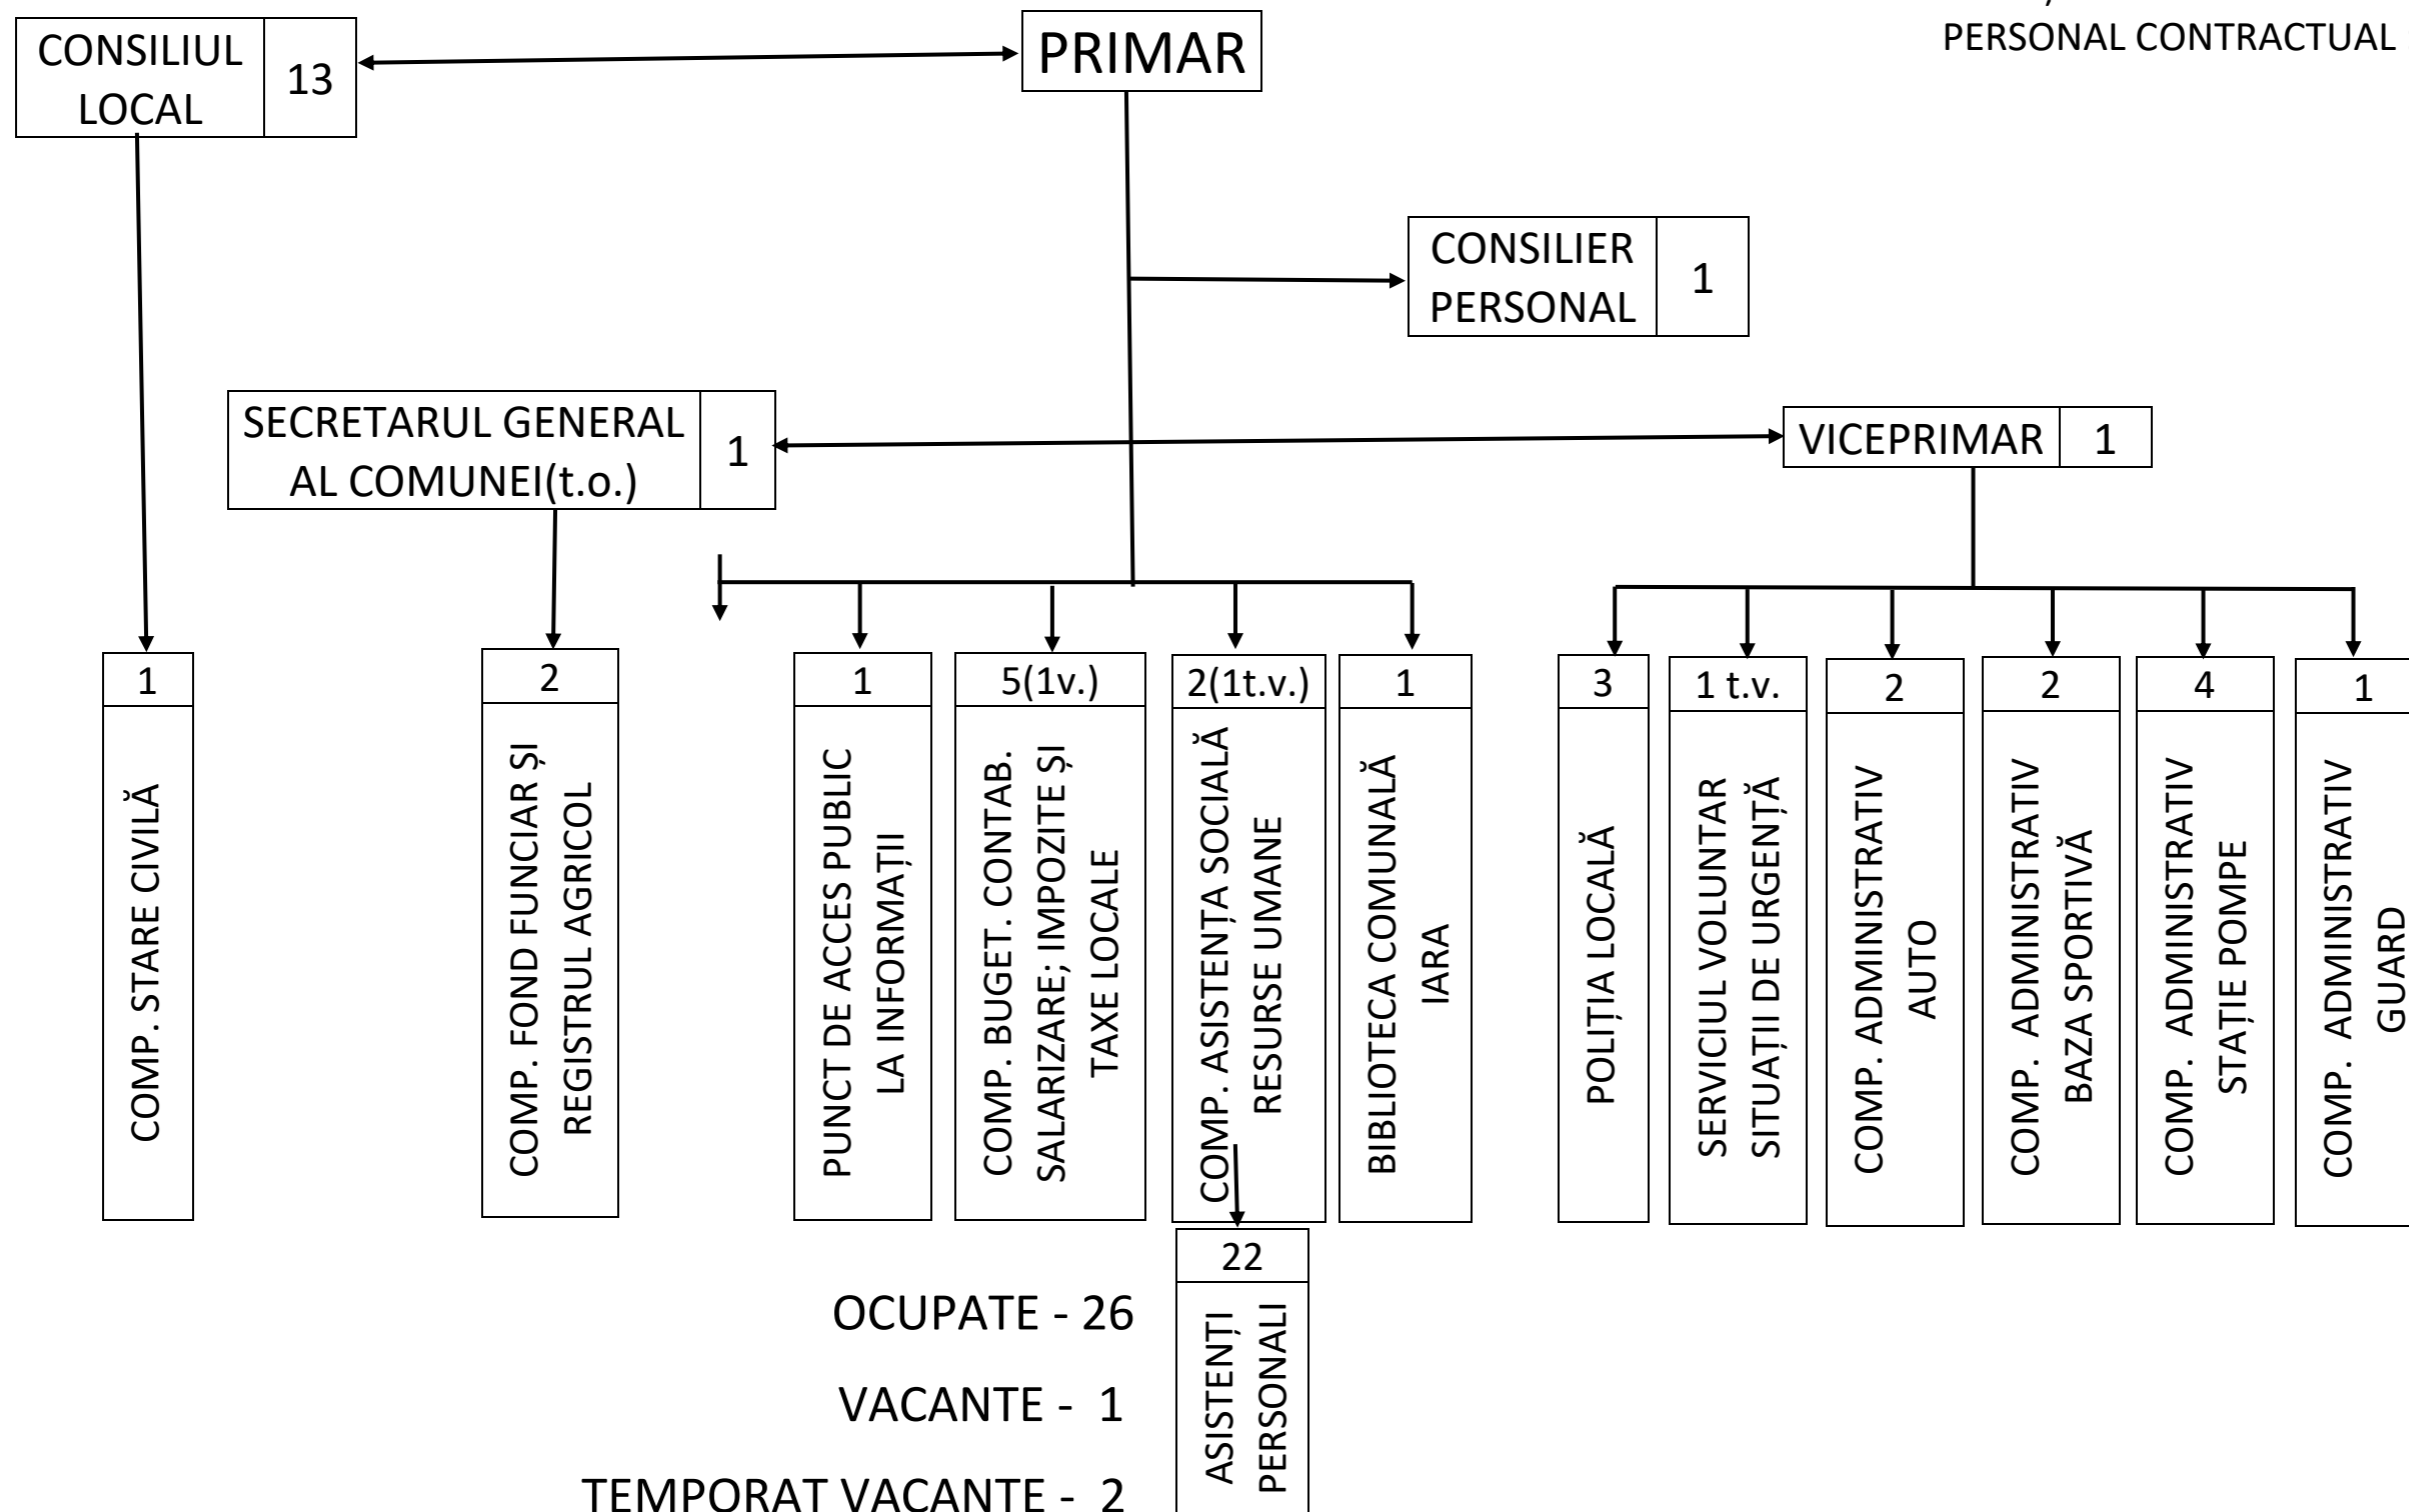 PERSONAL CONTRACTUAL
CONSILIUL
LOCAL
13
PRIMAR
CONSILIER
PERSONAL
1
SECRETARUL GENERAL
AL COMUNEI(t.o.)
1
VICEPRIMAR
1
1
COMP. STARE CIVILĂ
2
COMP. FOND FUNCIAR ȘI
REGISTRUL AGRICOL
1
PUNCT DE ACCES PUBLIC
LA INFORMAȚII
5(1v.)
COMP. BUGET. CONTAB.
SALARIZARE; IMPOZITE ȘI
TAXE LOCALE
2(1t.v.)
COMP. ASISTENȚA SOCIALĂ
RESURSE UMANE
1
BIBLIOTECA COMUNALĂ
IARA
3
POLIȚIA LOCALĂ
1 t.v.
SERVICIUL VOLUNTAR
SITUAȚII DE URGENȚĂ
2
COMP. ADMINISTRATIV
AUTO
2
COMP. ADMINISTRATIV
BAZA SPORTIVĂ
4
COMP. ADMINISTRATIV
STAȚIE POMPE
1
COMP. ADMINISTRATIV
GUARD
22
ASISTENȚI
PERSONALI
OCUPATE - 26
VACANTE - 1
TEMPORAT VACANTE - 2